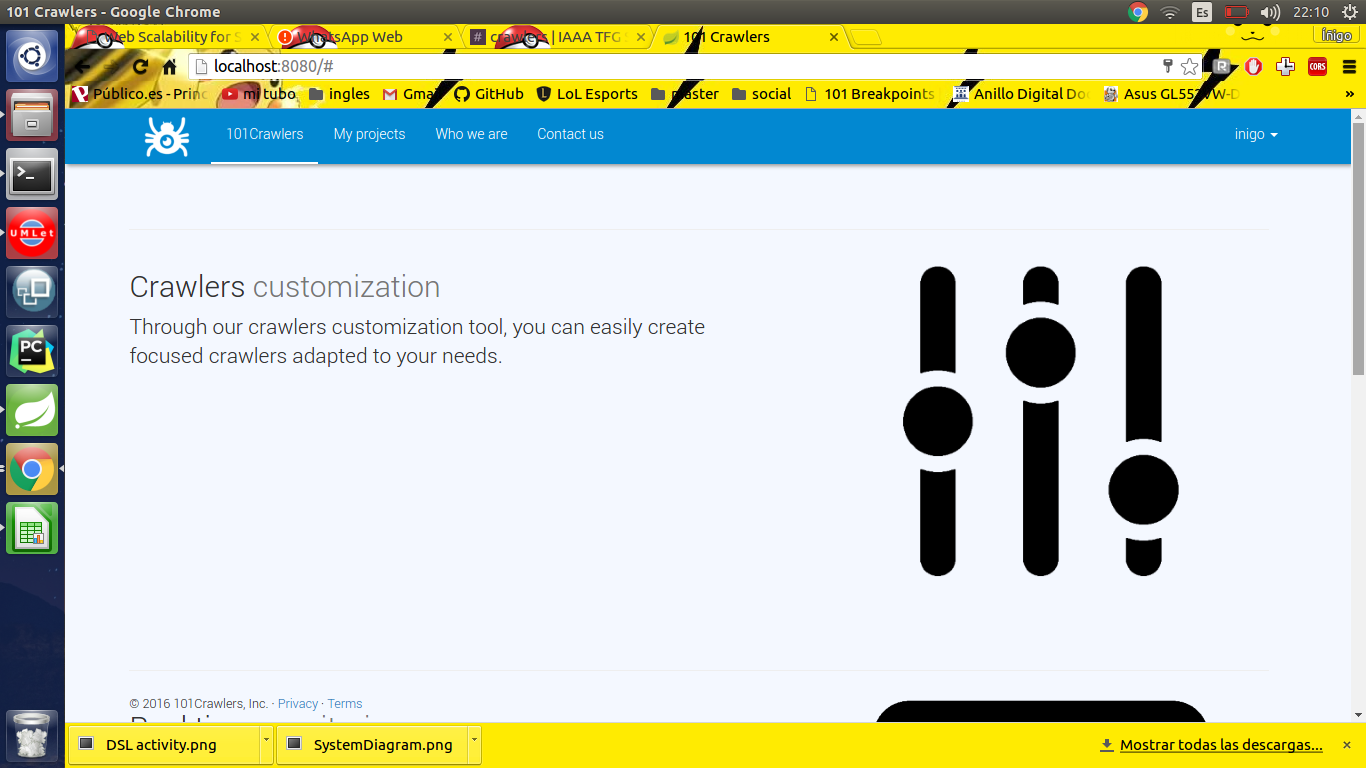 101 Crawlers - Google Chrome
Es
22:10
Web Scalability for S
WhatsApp Web
crawlers | IAAA TFG S
101 Crawlers
Íñigo
localhost:8080/#
R
CORS
Público.es - Princ
mi tubo
ingles
Gmai
GitHub
LoL Esports
master
social
101 Breakpoints
Anillo Digital Do
Asus GL552VW-D
»
101Crawlers
My projects
Who we are
Contact us
inigo
UMLet
PC
Crawlers customization
Through our crawlers customization tool, you can easily create
focused crawlers adapted to your needs.
© 2016 101Crawlers, Inc. · Privacy · Terms
DSL activity.png
SystemDiagram.png
Mostrar todas las descargas...